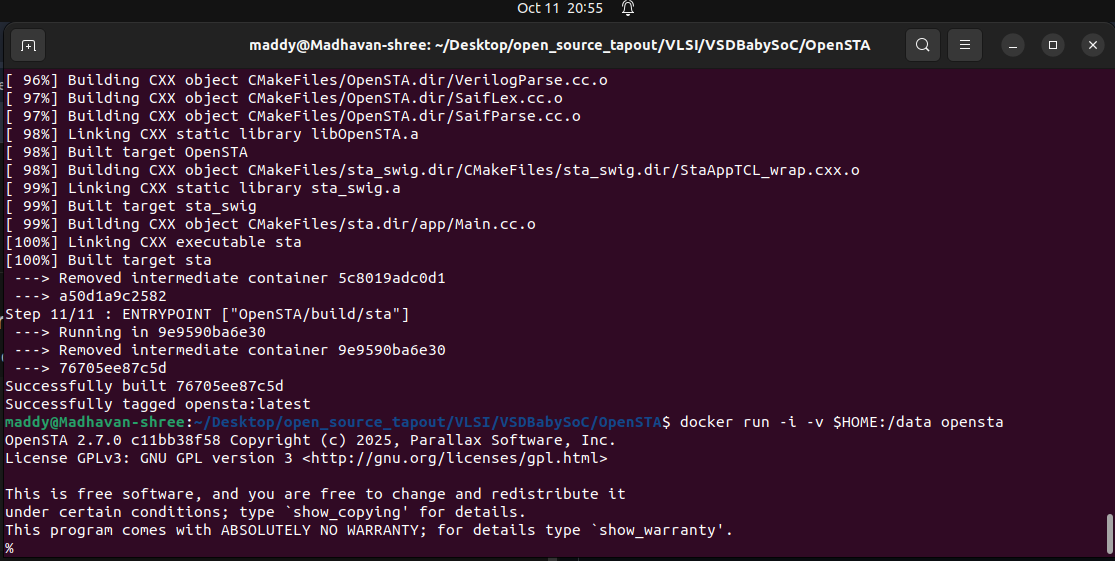 Oct 11 20:55
maddy@Madhavan-shree: ~/Desktop/open_source_tapout/VLSI/VSDBabySoC/OpenSTA
[ 96%] Building CXX object CMakeFiles/OpenSTA.dir/VerilogParse.cc.o
[ 97%] Building CXX object CMakeFiles/OpenSTA.dir/SaifLex.cc.o
[ 97%] Building CXX object CMakeFiles/OpenSTA.dir/SaifParse.cc.o
[ 98%] Linking CXX static library libOpenSTA.a
[ 98%] Built target OpenSTA
[ 98%] Building CXX object CMakeFiles/sta_swig.dir/CMakeFiles/sta_swig.dir/StaAppTCL_wrap.cxx.o
[ 99%] Linking CXX static library sta_swig.a
[ 99%] Built target sta_swig
[ 99%] Building CXX object CMakeFiles/sta.dir/app/Main.cc.o
[100%] Linking CXX executable sta
[100%] Built target sta
 ---> Removed intermediate container 5c8019adc0d1
 ---> a50d1a9c2582
Step 11/11 : ENTRYPOINT ["OpenSTA/build/sta"]
 ---> Running in 9e9590ba6e30
 ---> Removed intermediate container 9e9590ba6e30
 ---> 76705ee87c5d
Successfully built 76705ee87c5d
Successfully tagged opensta:latest
maddy@Madhavan-shree:~/Desktop/open_source_tapout/VLSI/VSDBabySoC/OpenSTA$ docker run -i -v $HOME:/data opensta
OpenSTA 2.7.0 c11bb38f58 Copyright (c) 2025, Parallax Software, Inc.
License GPLv3: GNU GPL version 3 <http://gnu.org/licenses/gpl.html>

This is free software, and you are free to change and redistribute it
under certain conditions; type `show_copying' for details.
This program comes with ABSOLUTELY NO WARRANTY; for details type `show_warranty'.
%